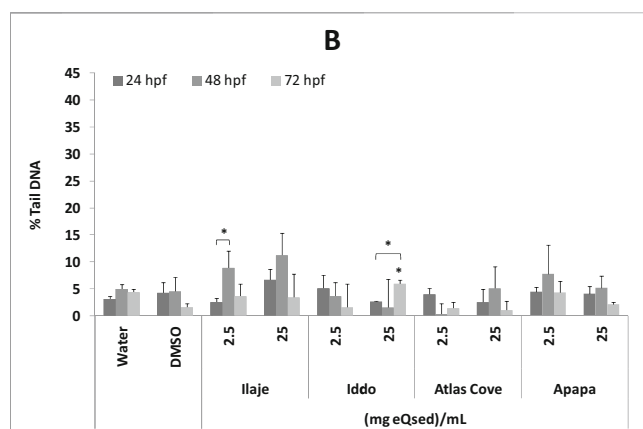 B
24 hpf 48 hpf 72 hpf
% Tail DNA
45
40
35
30
25
20
15
10
5
0
* * *
Water DMSO 2.5 25 2.5 25 2.5 25 2.5 25
Ilaje Iddo Atlas Cove Apapa
(mg eQsed)/mL